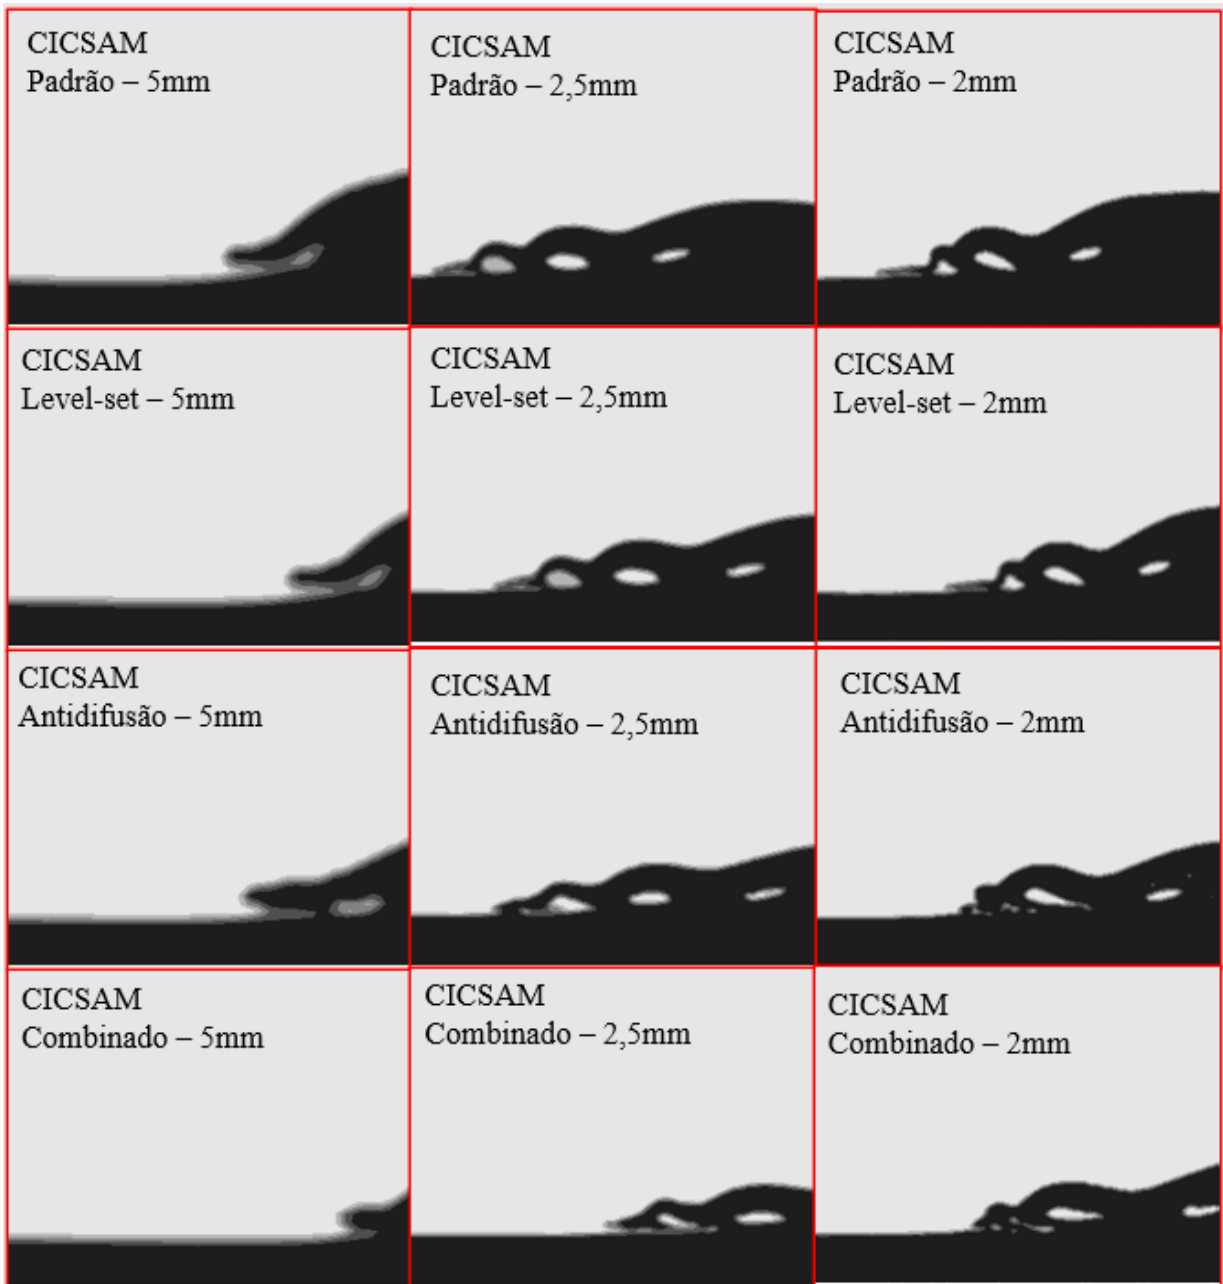 CICSAM
Padrão – 5mm
CICSAM
Padrão – 2,5mm
CICSAM
Padrão – 2mm
CICSAM
Level-set – 5mm
CICSAM
Level-set – 2,5mm
CICSAM
Level-set – 2mm
CICSAM
Antidifusão – 5mm
CICSAM
Antidifusão – 2,5mm
CICSAM
Antidifusão – 2mm
CICSAM
Combinado – 5mm
CICSAM
Combinado – 2,5mm
CICSAM
Combinado – 2mm